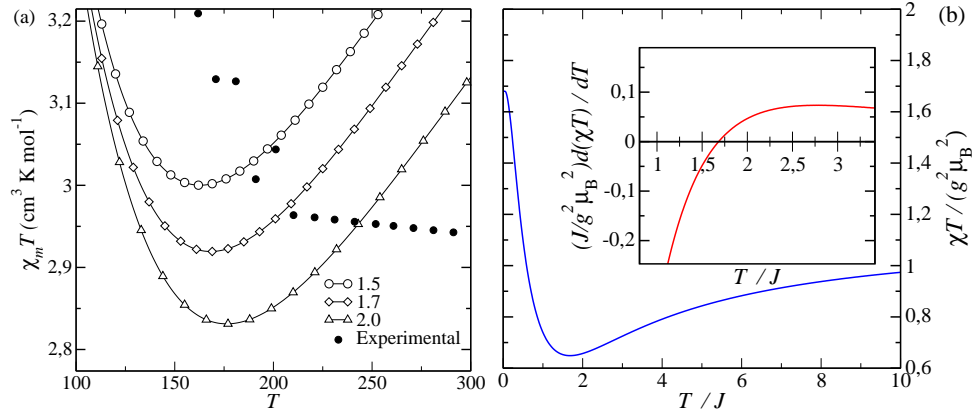 (a)
3,2
3,1
3
2,9
2,8
χmT (cm³ K mol⁻¹)
1.5
1.7
2.0
Experimental
100 150 200 250 300
T
(b)
2
1,8
1,6
1,4
1,2
1
0,8
0,6
χT / (g²μB²)
0,1
0
-0,1
-0,2
(J/g²μB²)d(χT) / dT
1 1,5 2 2,5 3
T / J
0 2 4 6 8 10
T / J